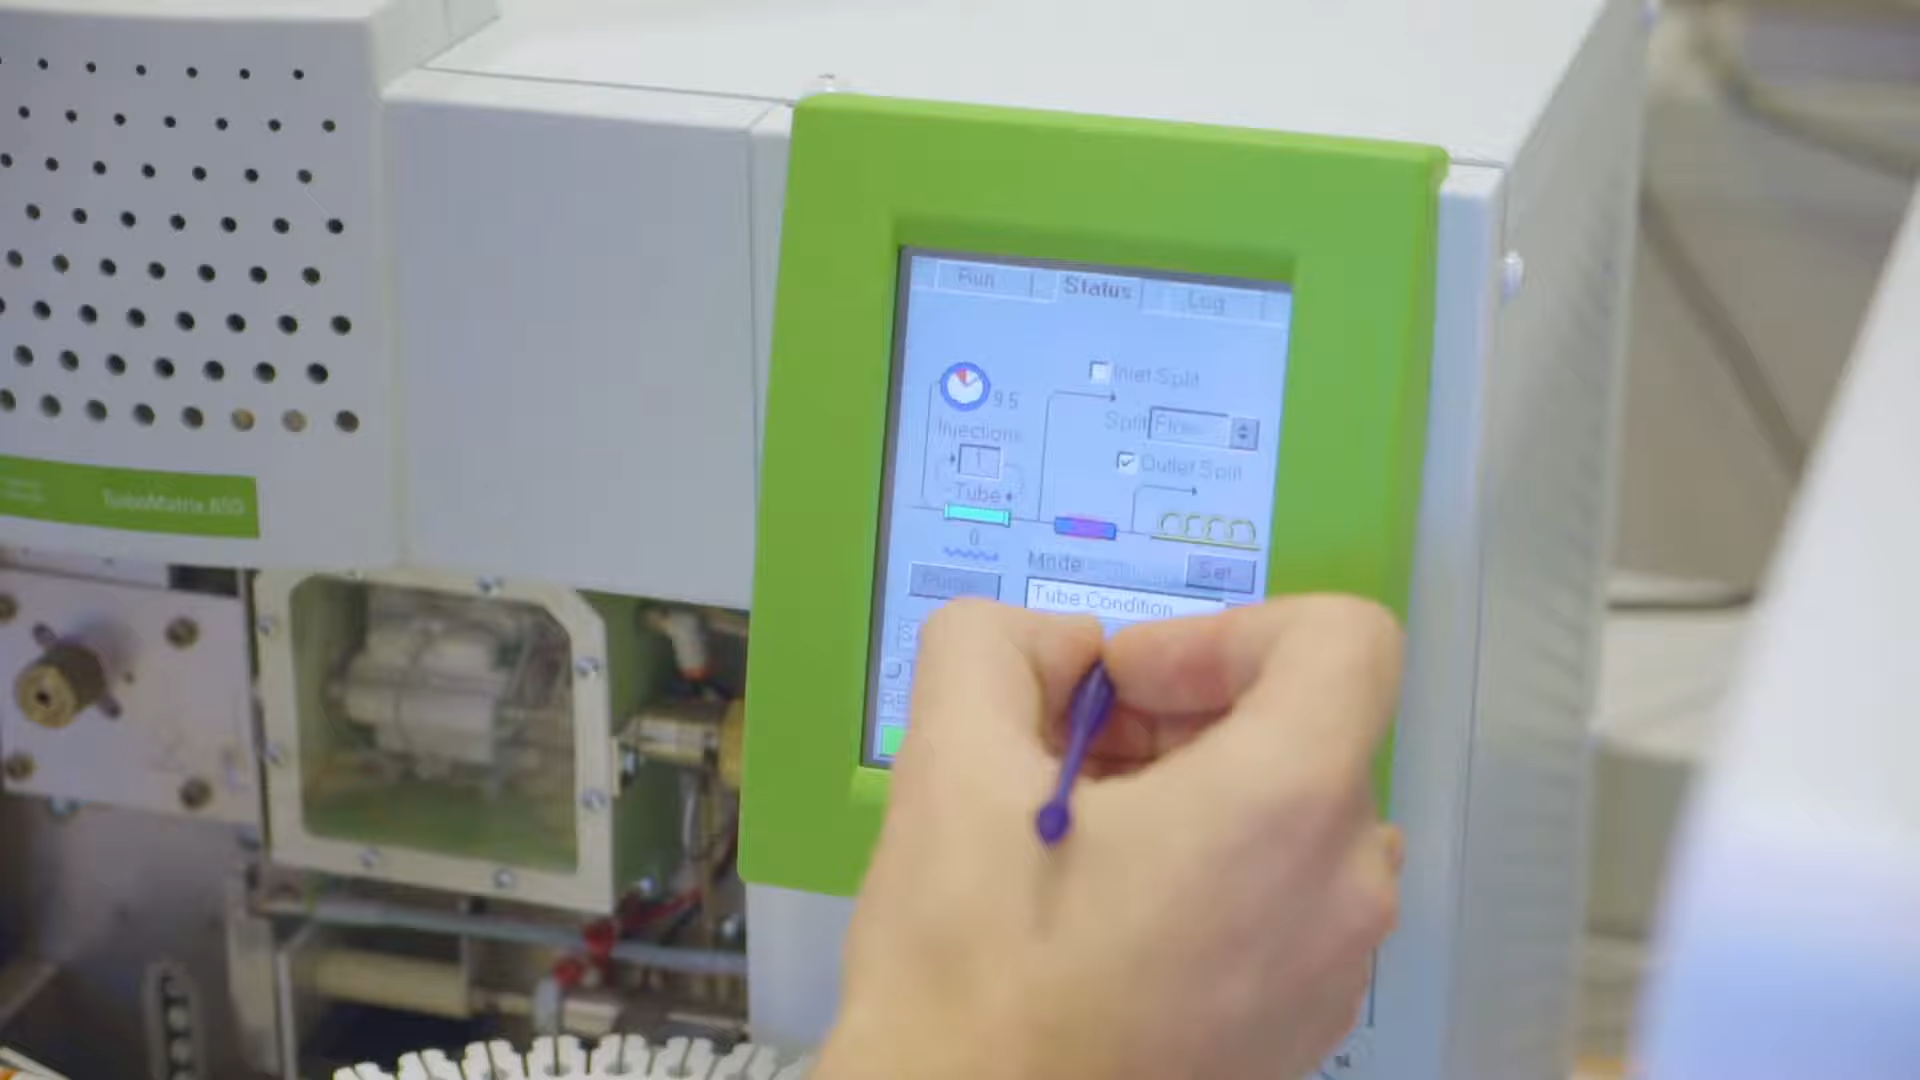 Run
Status
Log
Inlet Split
9.5
Split
Injections
1
Outlet Split
Tube
0
Mode
Set...
Tube Condition
TurboMatrix 650